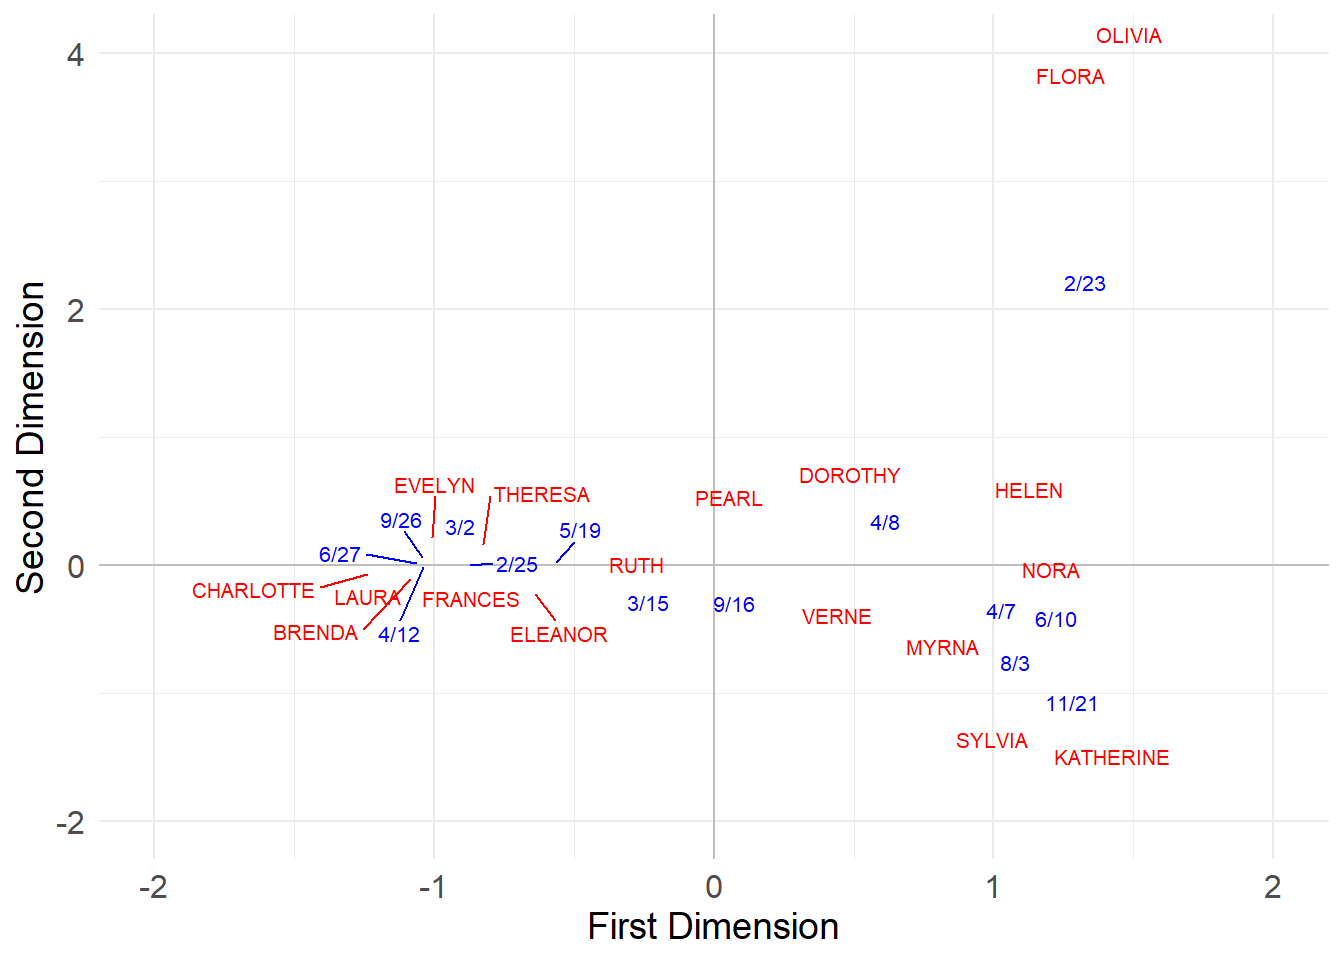 OLIVIA
4
FLORA
2/23
2
Second Dimension
EVELYN
THERESA
PEARL
DOROTHY
HELEN
9/26
3/2
5/19
4/8
6/27
2/25
0
RUTH
NORA
CHARLOTTE
LAURA
FRANCES
3/15
9/16
VERNE
4/7
6/10
BRENDA
4/12
ELEANOR
MYRNA
8/3
11/21
SYLVIA
KATHERINE
-2
-2 -1 0 1 2
First Dimension